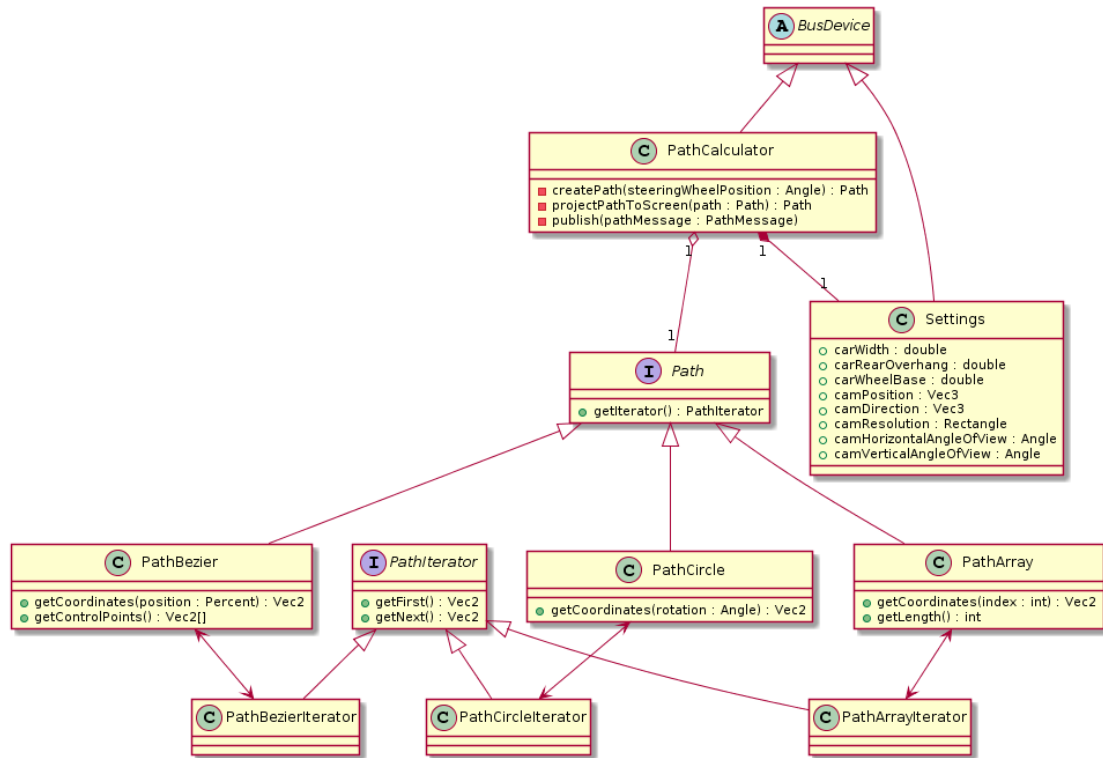 A BusDevice
C PathCalculator
createPath(steeringWheelPosition : Angle) : Path
projectPathToScreen(path : Path) : Path
publish(pathMessage : PathMessage)
1
1
1
1
C Settings
carWidth : double
carRearOverhang : double
carWheelBase : double
camPosition : Vec3
camDirection : Vec3
camResolution : Rectangle
camHorizontalAngleOfView : Angle
camVerticalAngleOfView : Angle
I Path
getIterator() : PathIterator
C PathBezier
getCoordinates(position : Percent) : Vec2
getControlPoints() : Vec2[]
I PathIterator
getFirst() : Vec2
getNext() : Vec2
C PathCircle
getCoordinates(rotation : Angle) : Vec2
C PathArray
getCoordinates(index : int) : Vec2
getLength() : int
C PathBezierIterator
C PathCircleIterator
C PathArrayIterator